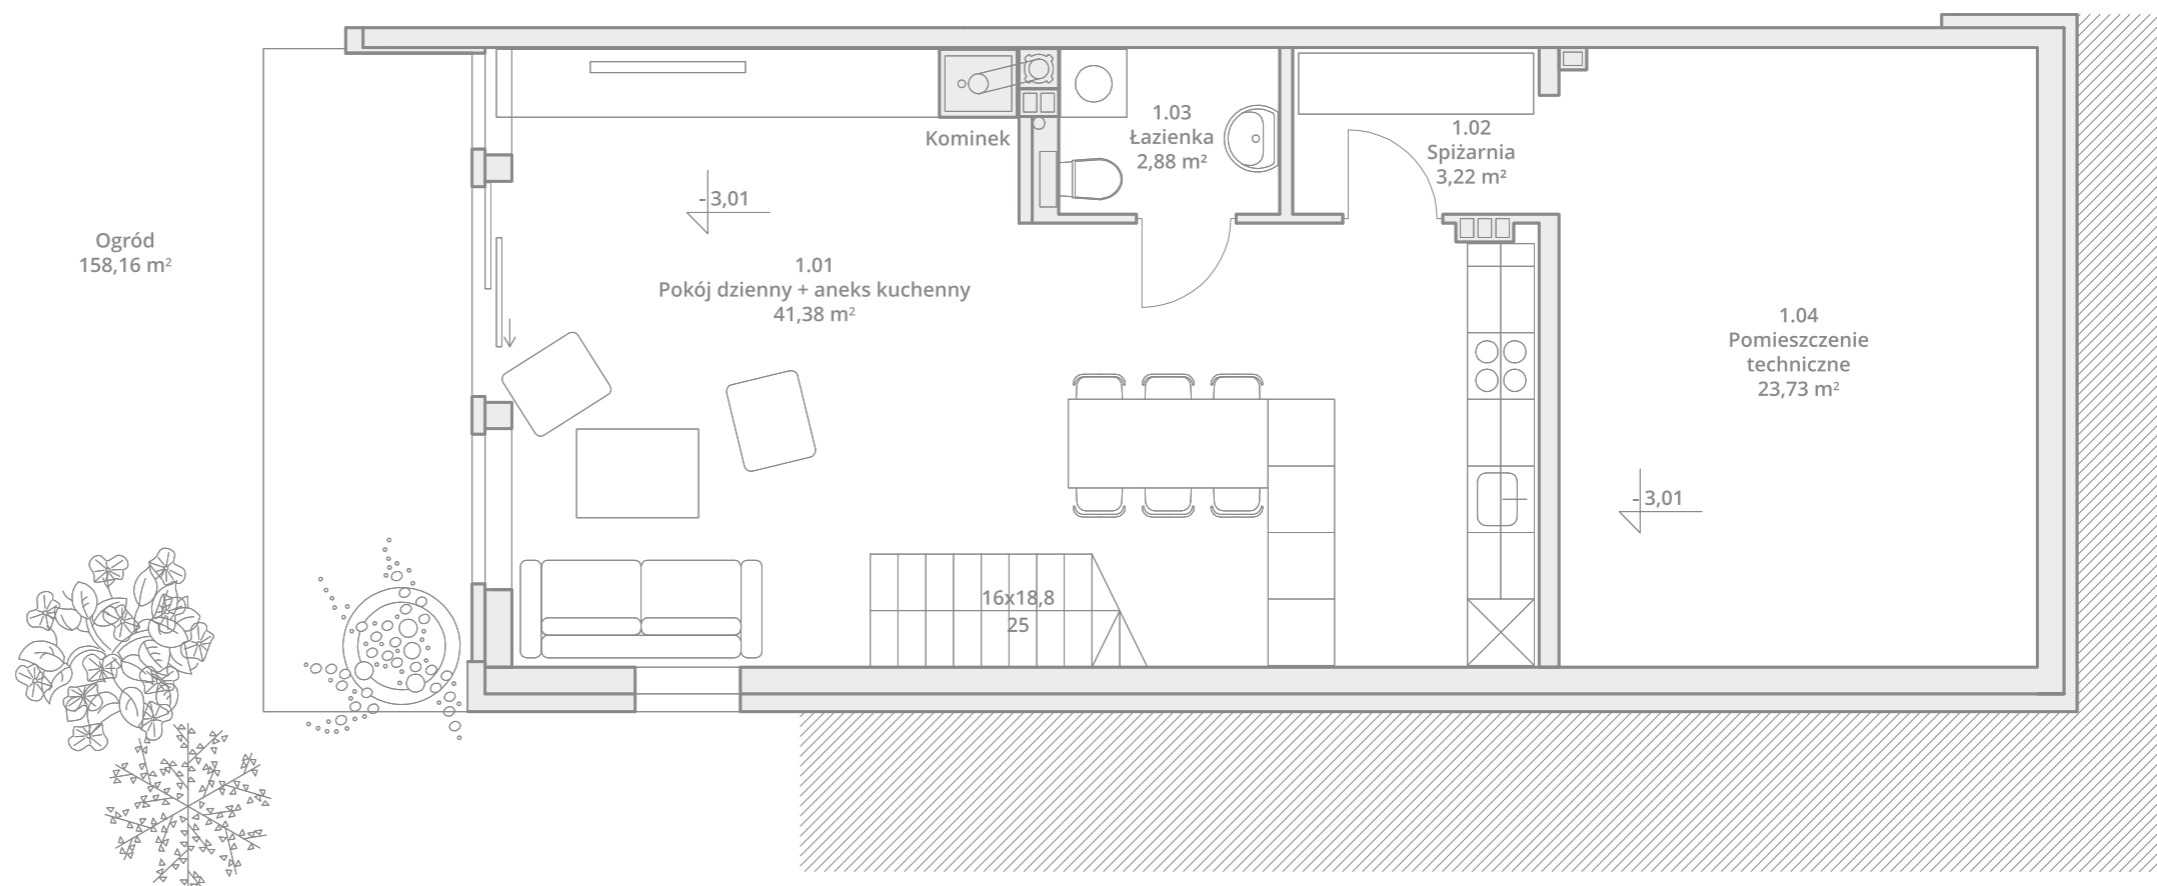 Kominek
1.03
Łazienka
2,88 m²
1.02
Spiżarnia
3,22 m²
-3,01
Ogród
158,16 m²
1.01
Pokój dzienny + aneks kuchenny
41,38 m²
1.04
Pomieszczenie
techniczne
23,73 m²
-3,01
16x18,8
25